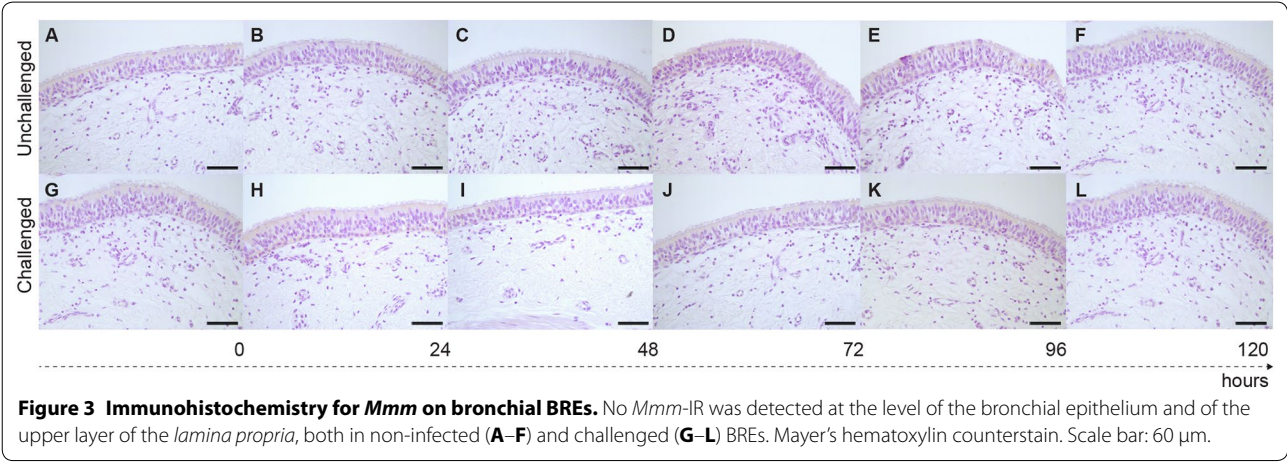 Unchallenged
A B C D E F
Challenged
G H I J K L
0 24 48 72 96 120
hours
Figure 3 Immunohistochemistry for Mmm on bronchial BREs. No Mmm-IR was detected at the level of the bronchial epithelium and of the
upper layer of the lamina propria, both in non-infected (A–F) and challenged (G–L) BREs. Mayer's hematoxylin counterstain. Scale bar: 60 µm.